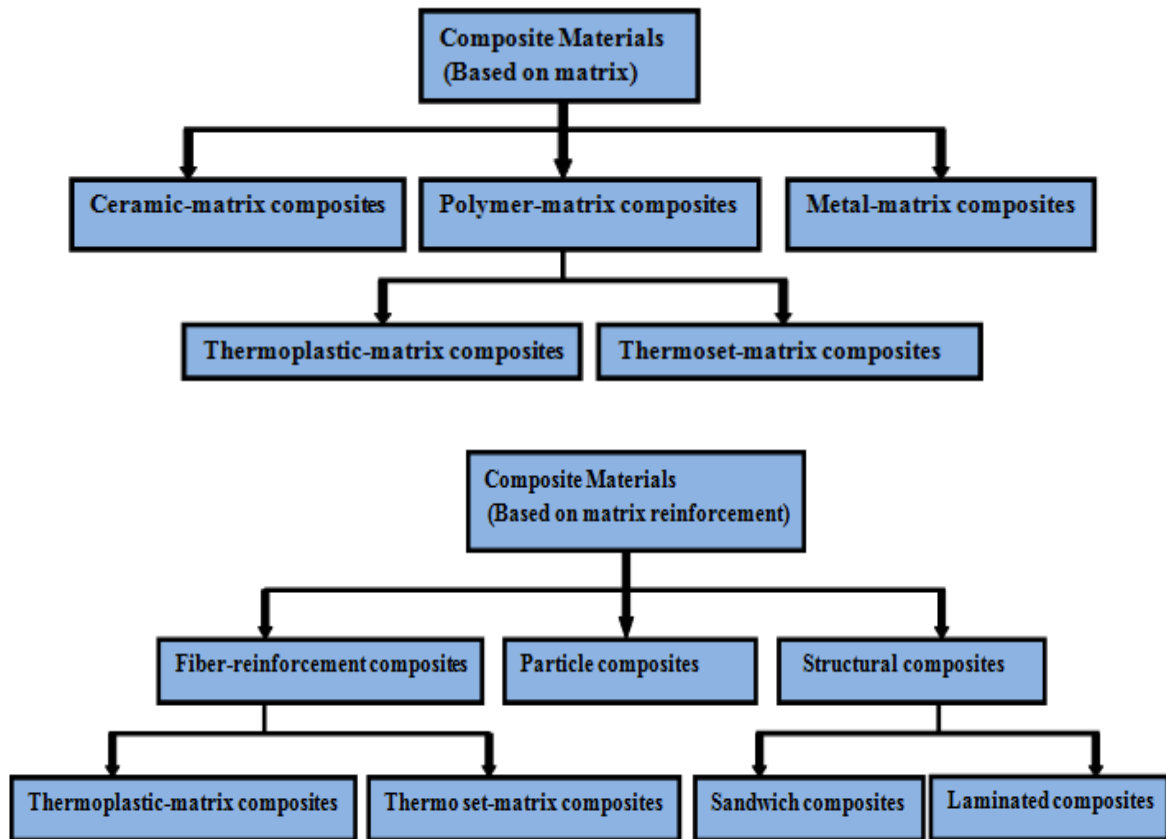 Composite Materials
(Based on matrix)
Ceramic-matrix composites
Polymer-matrix composites
Metal-matrix composites
Thermoplastic-matrix composites
Thermoset-matrix composites
Composite Materials
(Based on matrix reinforcement)
Fiber-reinforcement composites
Particle composites
Structural composites
Thermoplastic-matrix composites
Thermo set-matrix composites
Sandwich composites
Laminated composites